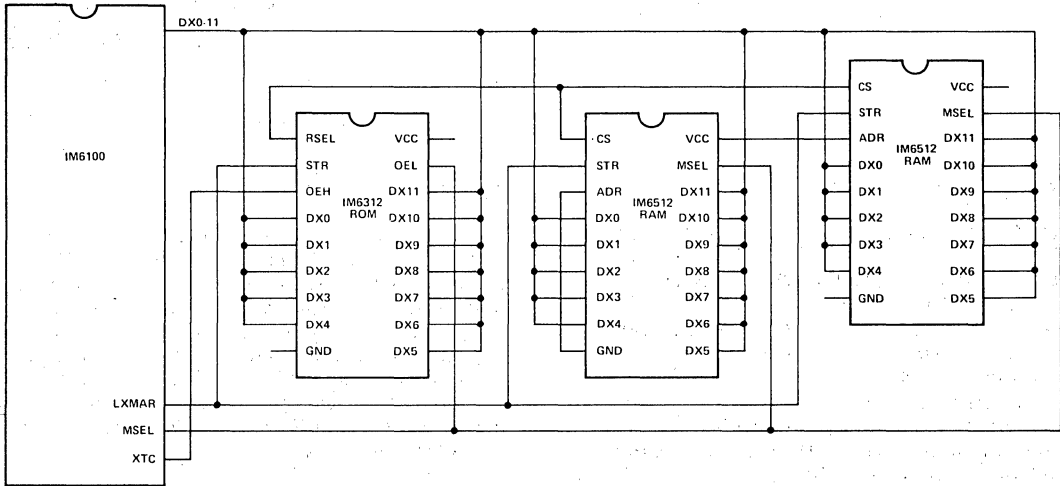 DX0-11
IM6100
LXMAR
MSEL
XTC
RSEL
STR
OEH
DX0
DX1
DX2
DX3
DX4
GND
IM6312
ROM
VCC
OEL
DX11
DX10
DX9
DX8
DX7
DX6
DX5
CS
STR
ADR
DX0
DX1
DX2
DX3
DX4
GND
IM6512
RAM
VCC
MSEL
DX11
DX10
DX9
DX8
DX7
DX6
DX5
CS
STR
ADR
DX0
DX1
DX2
DX3
DX4
GND
IM6512
RAM
VCC
MSEL
DX11
DX10
DX9
DX8
DX7
DX6
DX5